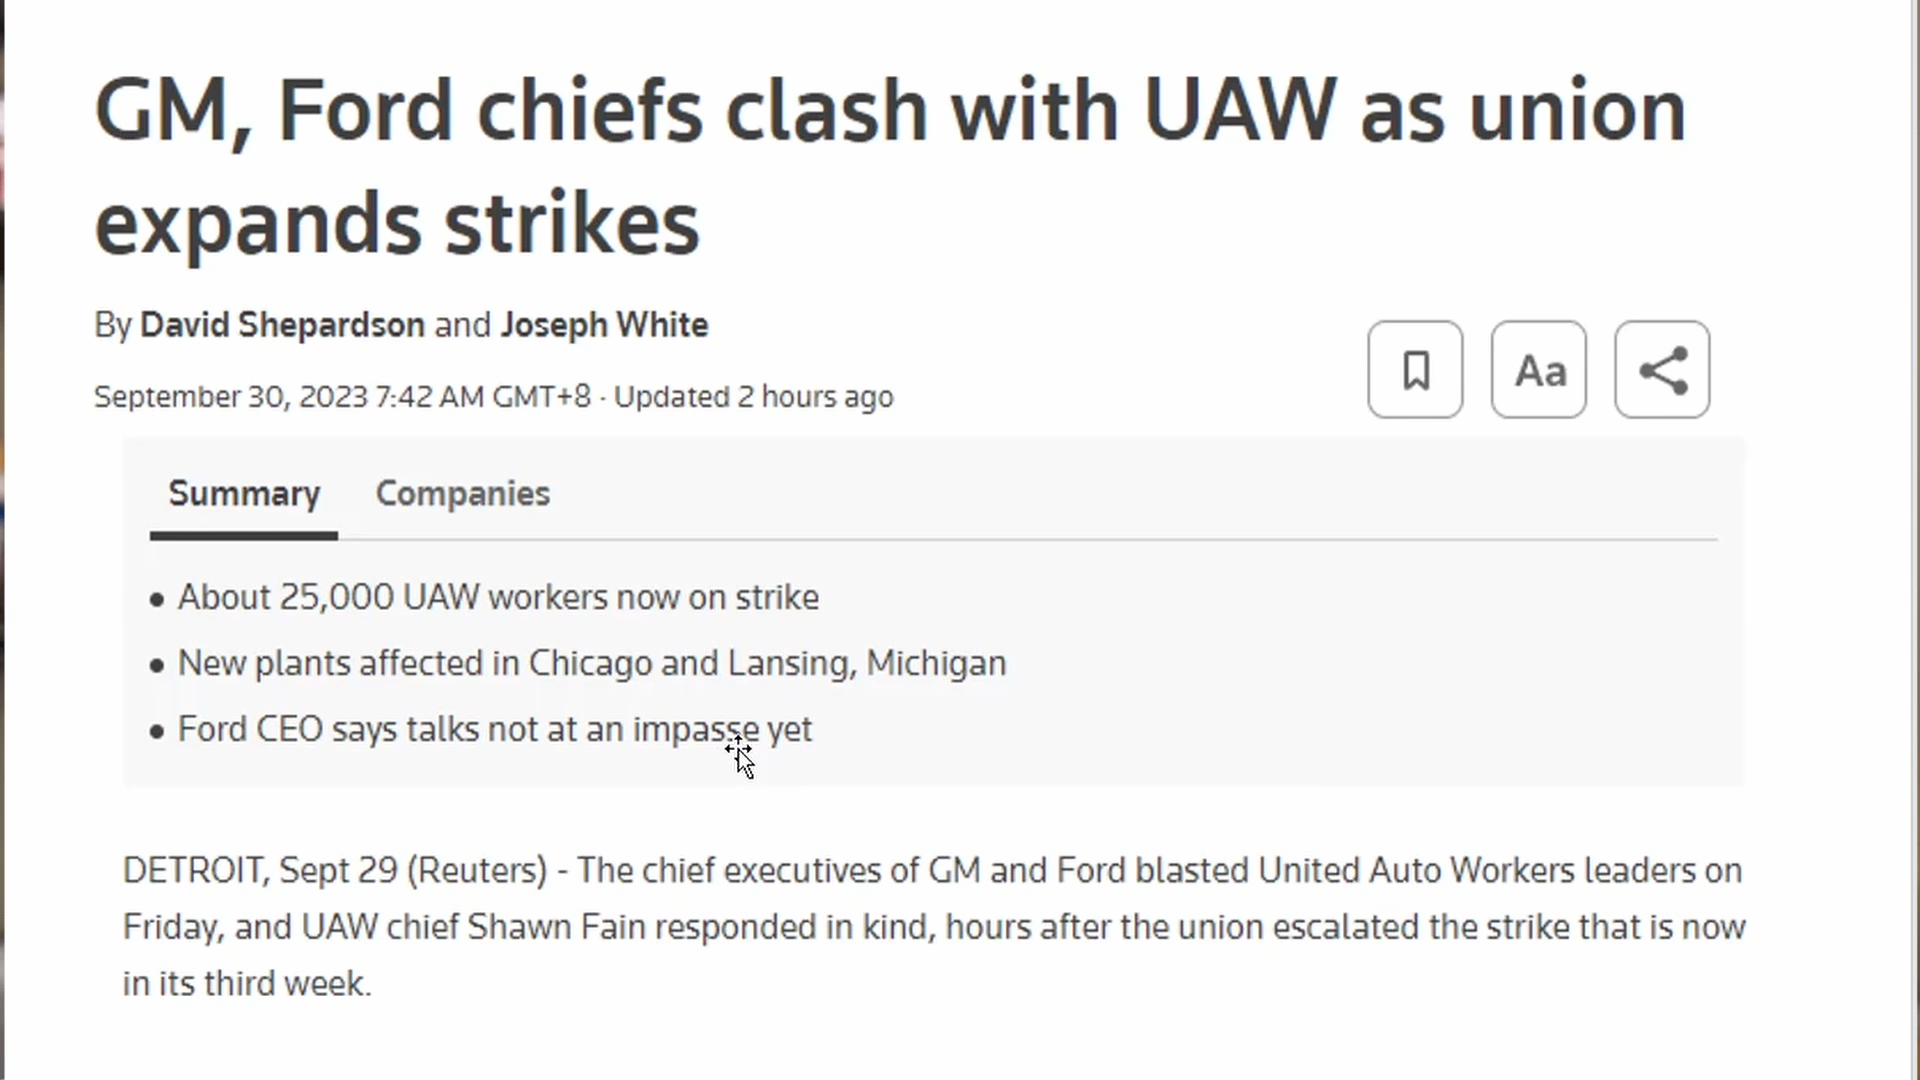 GM, Ford chiefs clash with UAW as union
expands strikes
By David Shepardson and Joseph White
September 30, 2023 7:42 AM GMT+8 · Updated 2 hours ago
Aa
Summary Companies
• About 25,000 UAW workers now on strike
• New plants affected in Chicago and Lansing, Michigan
• Ford CEO says talks not at an impasse yet
DETROIT, Sept 29 (Reuters) - The chief executives of GM and Ford blasted United Auto Workers leaders on
Friday, and UAW chief Shawn Fain responded in kind, hours after the union escalated the strike that is now
in its third week.